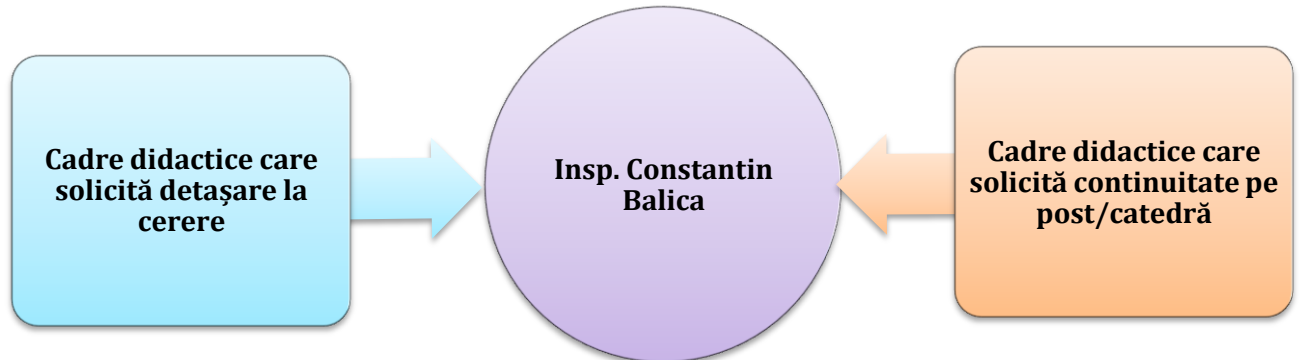 Cadre didactice care
solicită detașare la
cerere
Insp. Constantin
Balica
Cadre didactice care
solicită continuitate pe
post/catedră